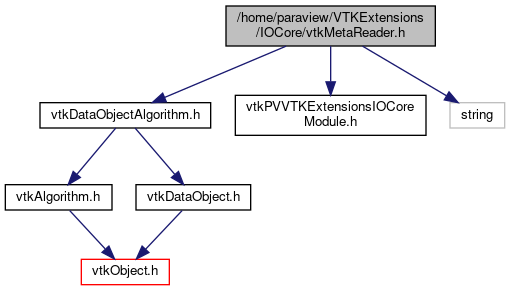 /home/paraview/VTKExtensions
/IOCore/vtkMetaReader.h
vtkDataObjectAlgorithm.h
vtkPVVTKExtensionsIOCore
Module.h
string
vtkAlgorithm.h
vtkDataObject.h
vtkObject.h